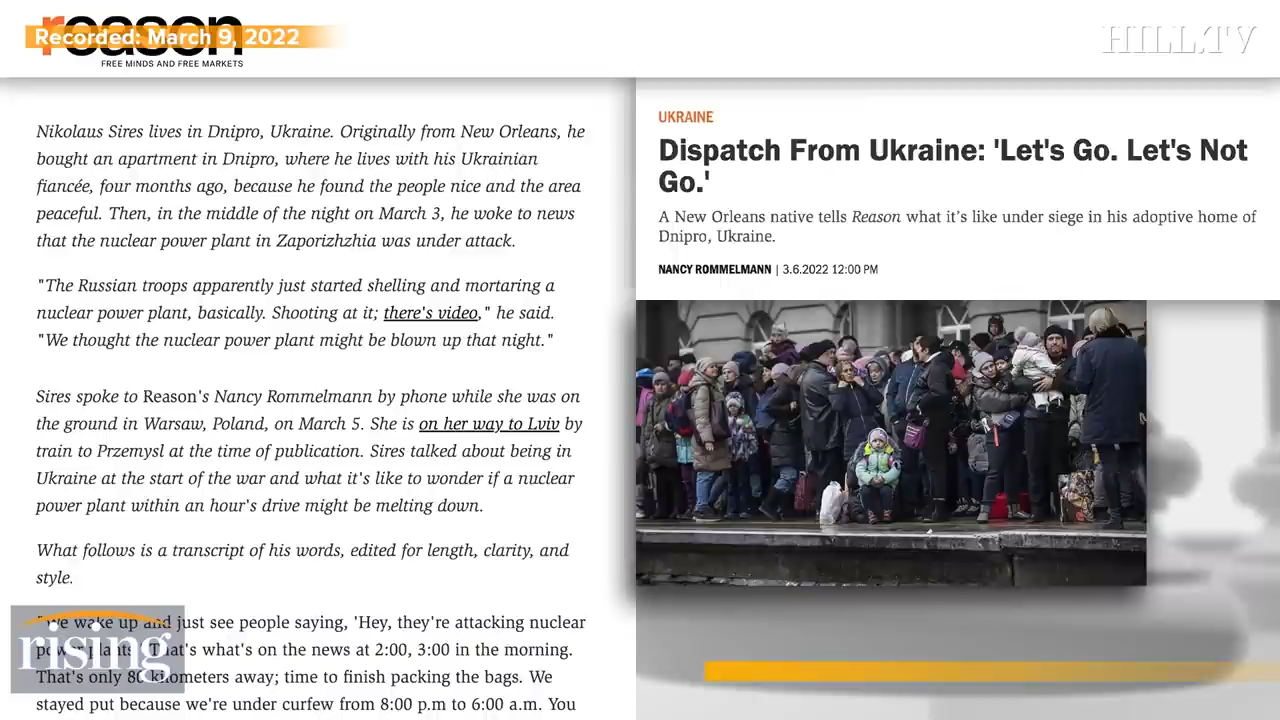 reason
Recorded: March 9, 2022
FREE MINDS AND FREE MARKETS
HILL.TV
Nikolaus Sires lives in Dnipro, Ukraine. Originally from New Orleans, he
bought an apartment in Dnipro, where he lives with his Ukrainian
fiancée, four months ago, because he found the people nice and the area
peaceful. Then, in the middle of the night on March 3, he woke to news
that the nuclear power plant in Zaporizhzhia was under attack.
"The Russian troops apparently just started shelling and mortaring a
nuclear power plant, basically. Shooting at it; there's video," he said.
"We thought the nuclear power plant might be blown up that night."
Sires spoke to Reason's Nancy Rommelmann by phone while she was on
the ground in Warsaw, Poland, on March 5. She is on her way to Lviv by
train to Przemysl at the time of publication. Sires talked about being in
Ukraine at the start of the war and what it's like to wonder if a nuclear
power plant within an hour's drive might be melting down.
What follows is a transcript of his words, edited for length, clarity, and
style.
we wake up and just see people saying, 'Hey, they're attacking nuclear
power plants.' That's what's on the news at 2:00, 3:00 in the morning.
That's only 80 kilometers away; time to finish packing the bags. We
stayed put because we're under curfew from 8:00 p.m to 6:00 a.m. You
rising
UKRAINE
Dispatch From Ukraine: 'Let's Go. Let's Not
Go.'
A New Orleans native tells Reason what it's like under siege in his adoptive home of
Dnipro, Ukraine.
NANCY ROMMELMANN | 3.6.2022 12:00 PM